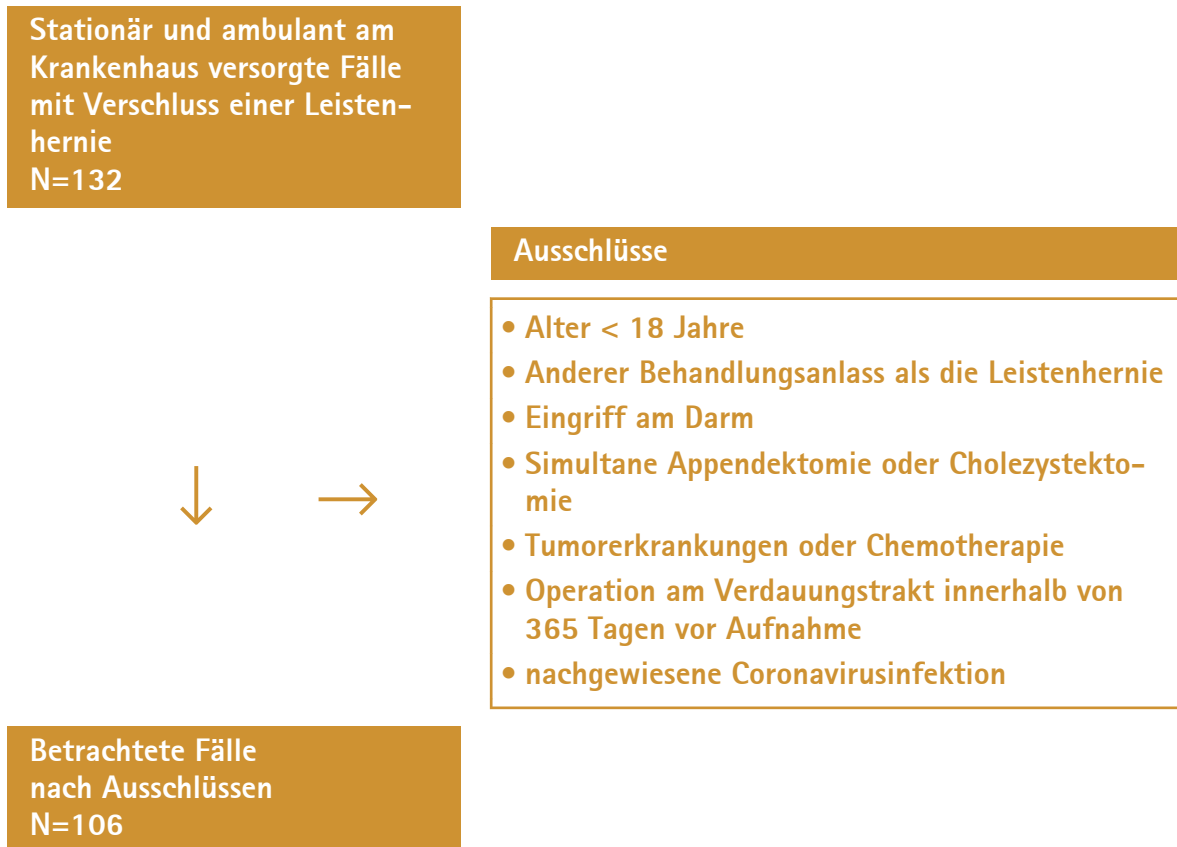 Stationär und ambulant am
Krankenhaus versorgte Fälle
mit Verschluss einer Leisten-
hernie
N=132
Ausschlüsse
• Alter < 18 Jahre
• Anderer Behandlungsanlass als die Leistenhernie
• Eingriff am Darm
• Simultane Appendektomie oder Cholezystekto-
mie
• Tumorerkrankungen oder Chemotherapie
• Operation am Verdauungstrakt innerhalb von
365 Tagen vor Aufnahme
• nachgewiesene Coronavirusinfektion
Betrachtete Fälle
nach Ausschlüssen
N=106